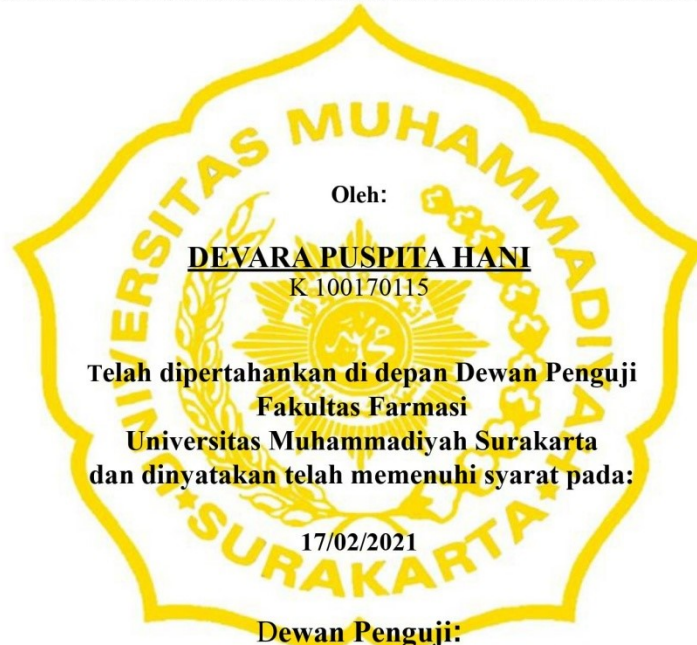 UNIVERSITAS MUHAMMADIYAH
SURAKARTA
Oleh:
DEVARA PUSPITA HANI
K 100170115
Telah dipertahankan di depan Dewan Penguji
Fakultas Farmasi
Universitas Muhammadiyah Surakarta
dan dinyatakan telah memenuhi syarat pada:
17/02/2021
Dewan Penguji: